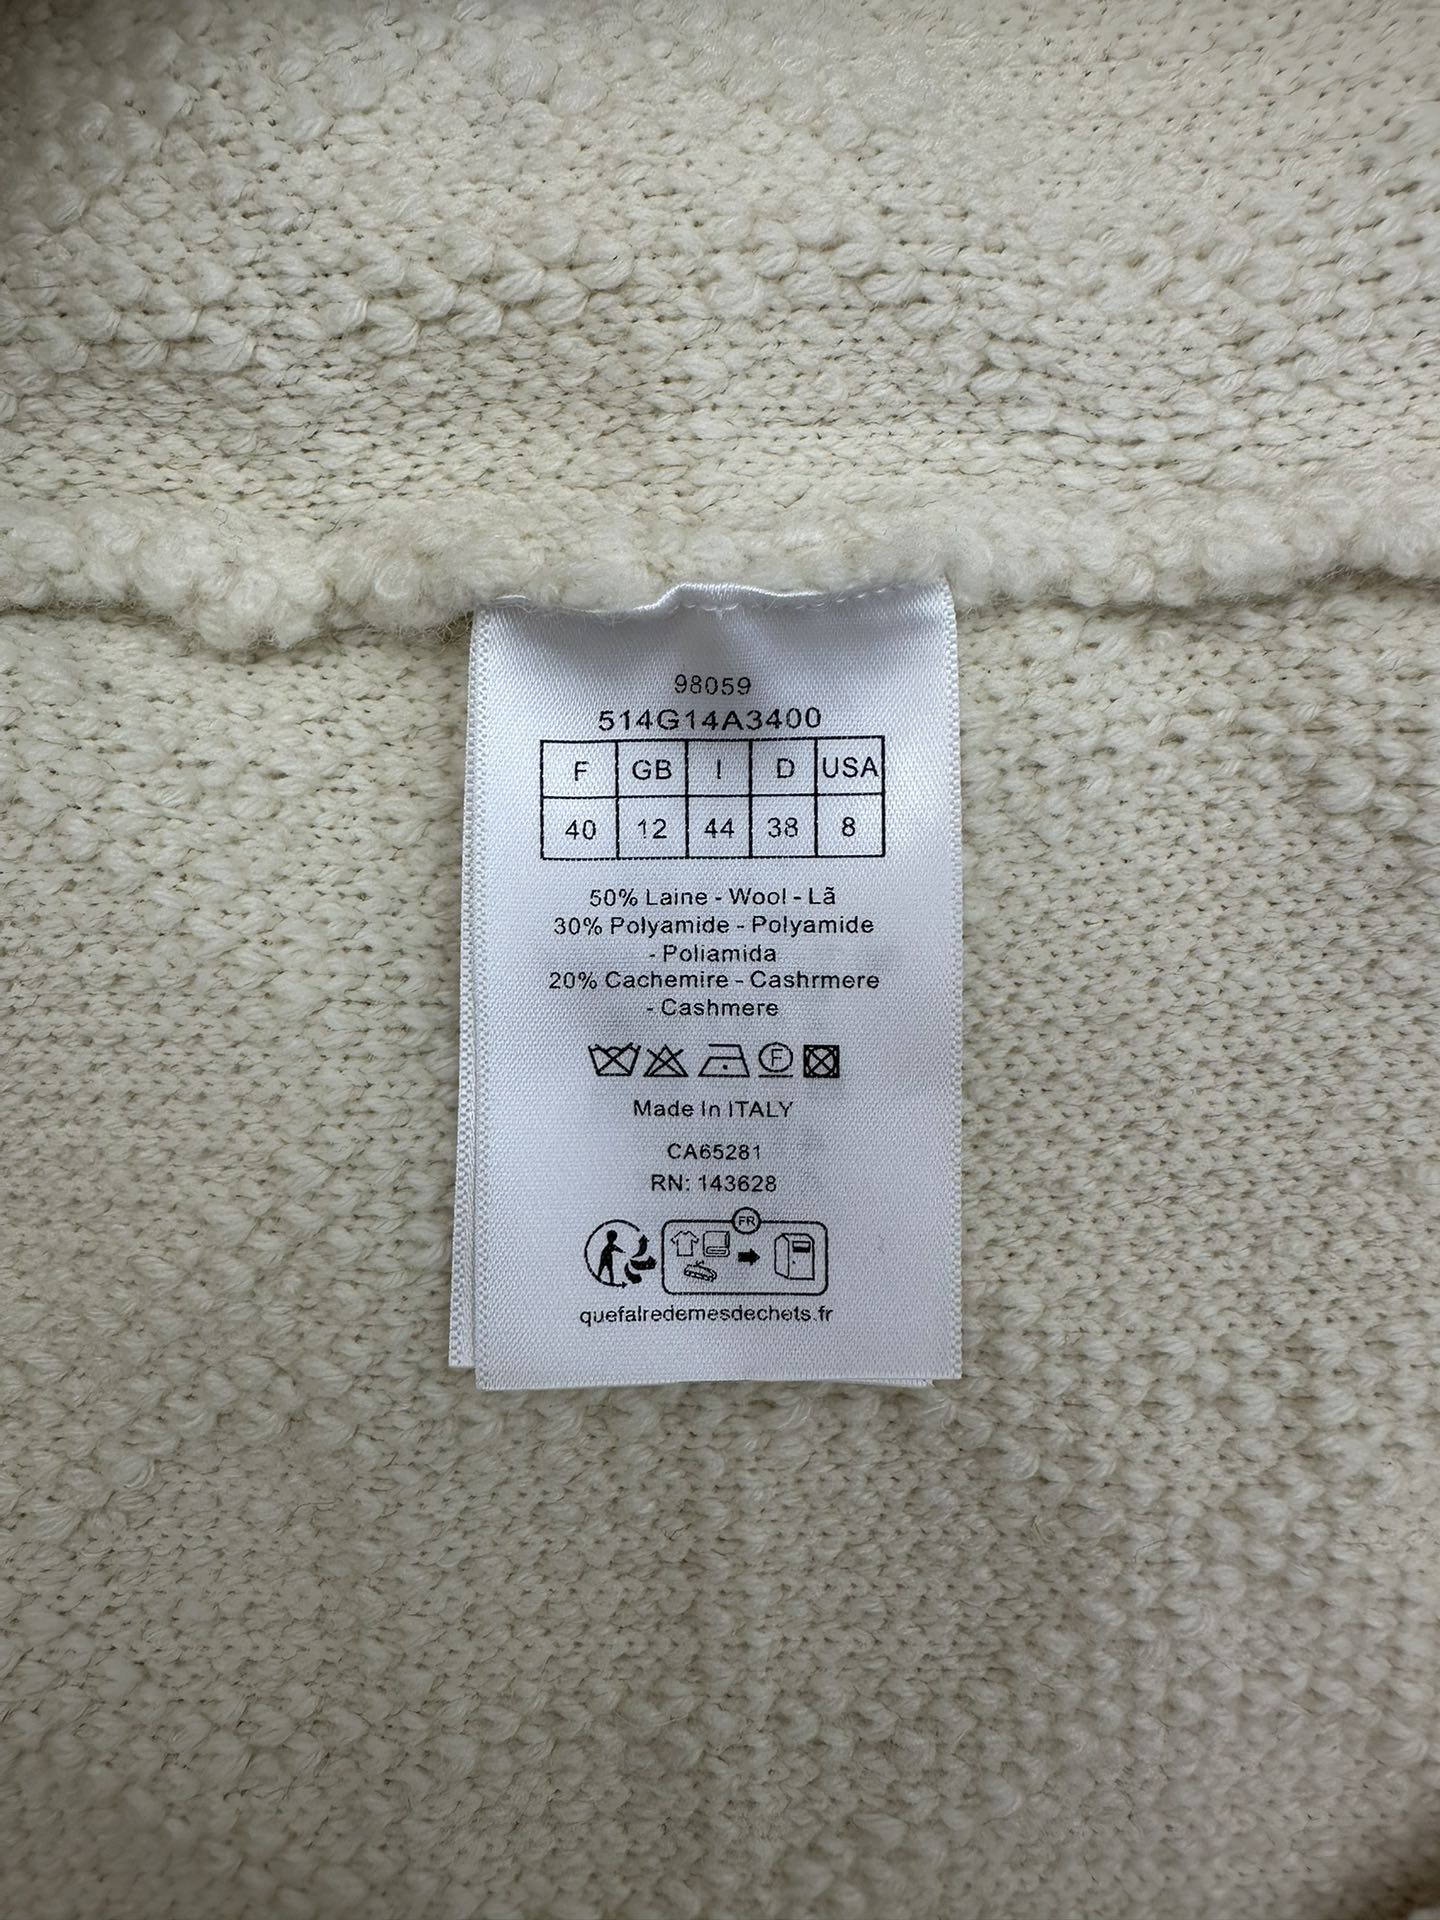 98059
514G14A3400
F GB I D USA
40 12 44 38 8
50% Laine - Wool - Lã
30% Polyamide - Polyamide
- Poliamida
20% Cachemire - Cashrmere
- Cashmere
F
Made In ITALY
CA65281
RN: 143628
FR
quefalredemesdechets.fr